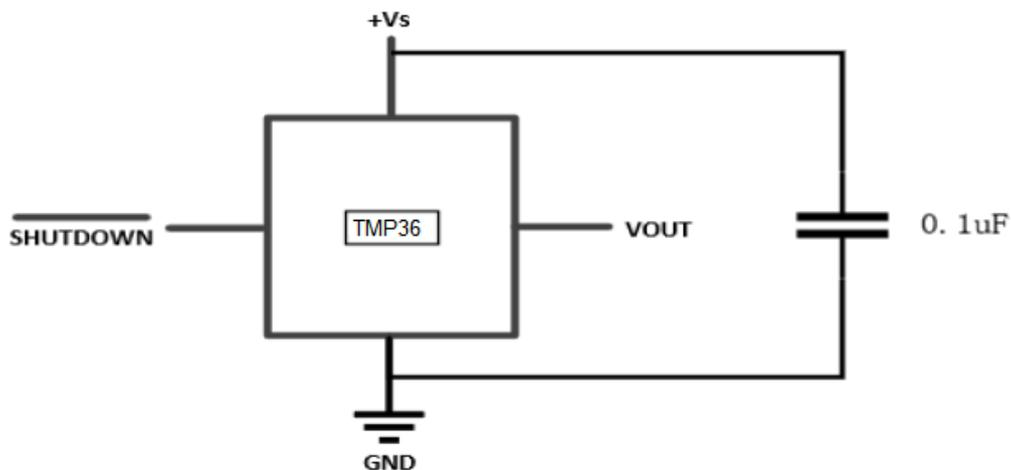 +Vs
TMP36
SHUTDOWN
VOUT
0. 1uF
GND